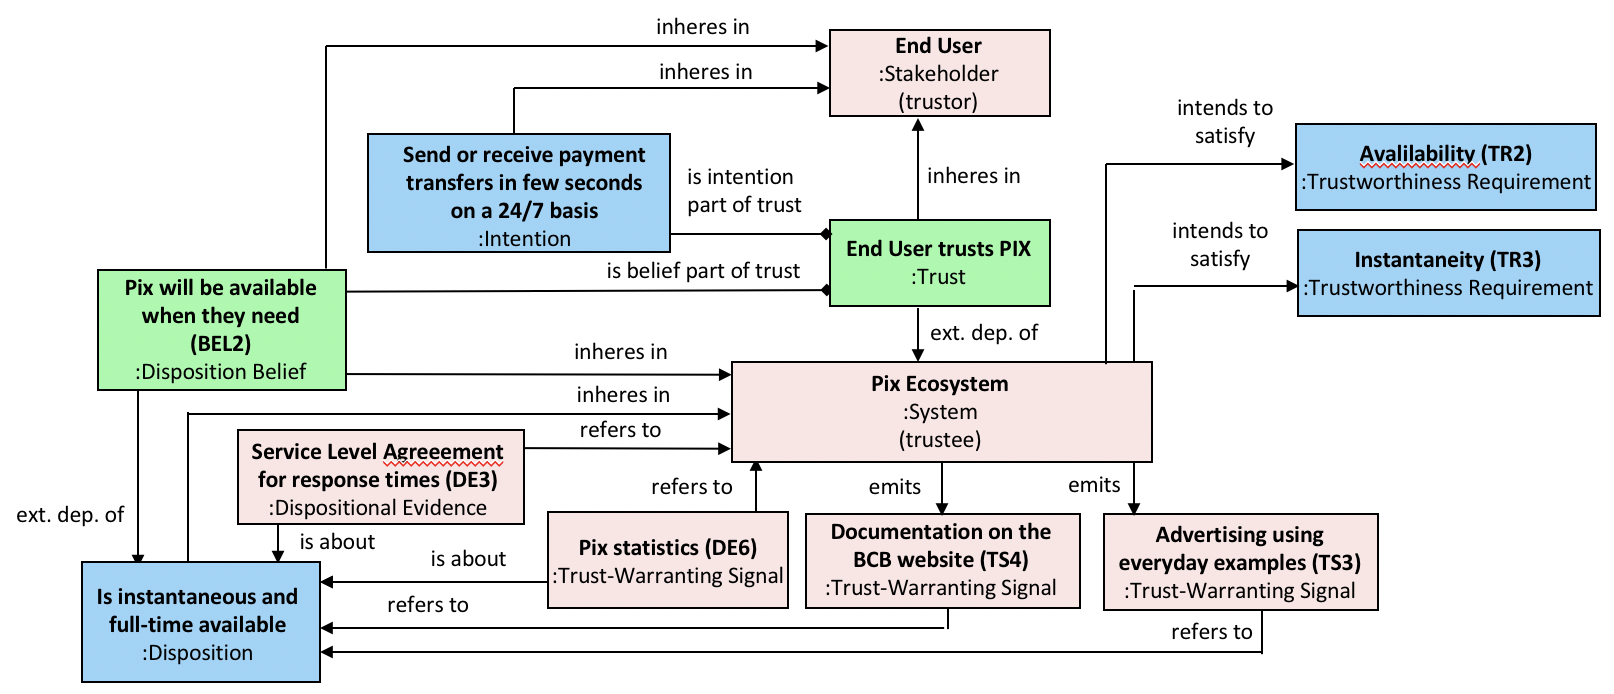 inheres in
End User
:Stakeholder
(trustor)
inheres in
intends to
satisfy
Avalilability (TR2)
:Trustworthiness Requirement
Send or receive payment
transfers in few seconds
on a 24/7 basis
:Intention
is intention
part of trust
inheres in
intends to
satisfy
Instantaneity (TR3)
:Trustworthiness Requirement
End User trusts PIX
:Trust
is belief part of trust
Pix will be available
when they need
(BEL2)
:Disposition Belief
ext. dep. of
inheres in
Pix Ecosystem
:System
(trustee)
inheres in
refers to
Service Level Agreeement
for response times (DE3)
:Dispositional Evidence
refers to
emits
emits
ext. dep. of
is about
is about
Pix statistics (DE6)
:Trust-Warranting Signal
Documentation on the
BCB website (TS4)
:Trust-Warranting Signal
Advertising using
everyday examples (TS3)
:Trust-Warranting Signal
Is instantaneous and
full-time available
:Disposition
refers to
refers to